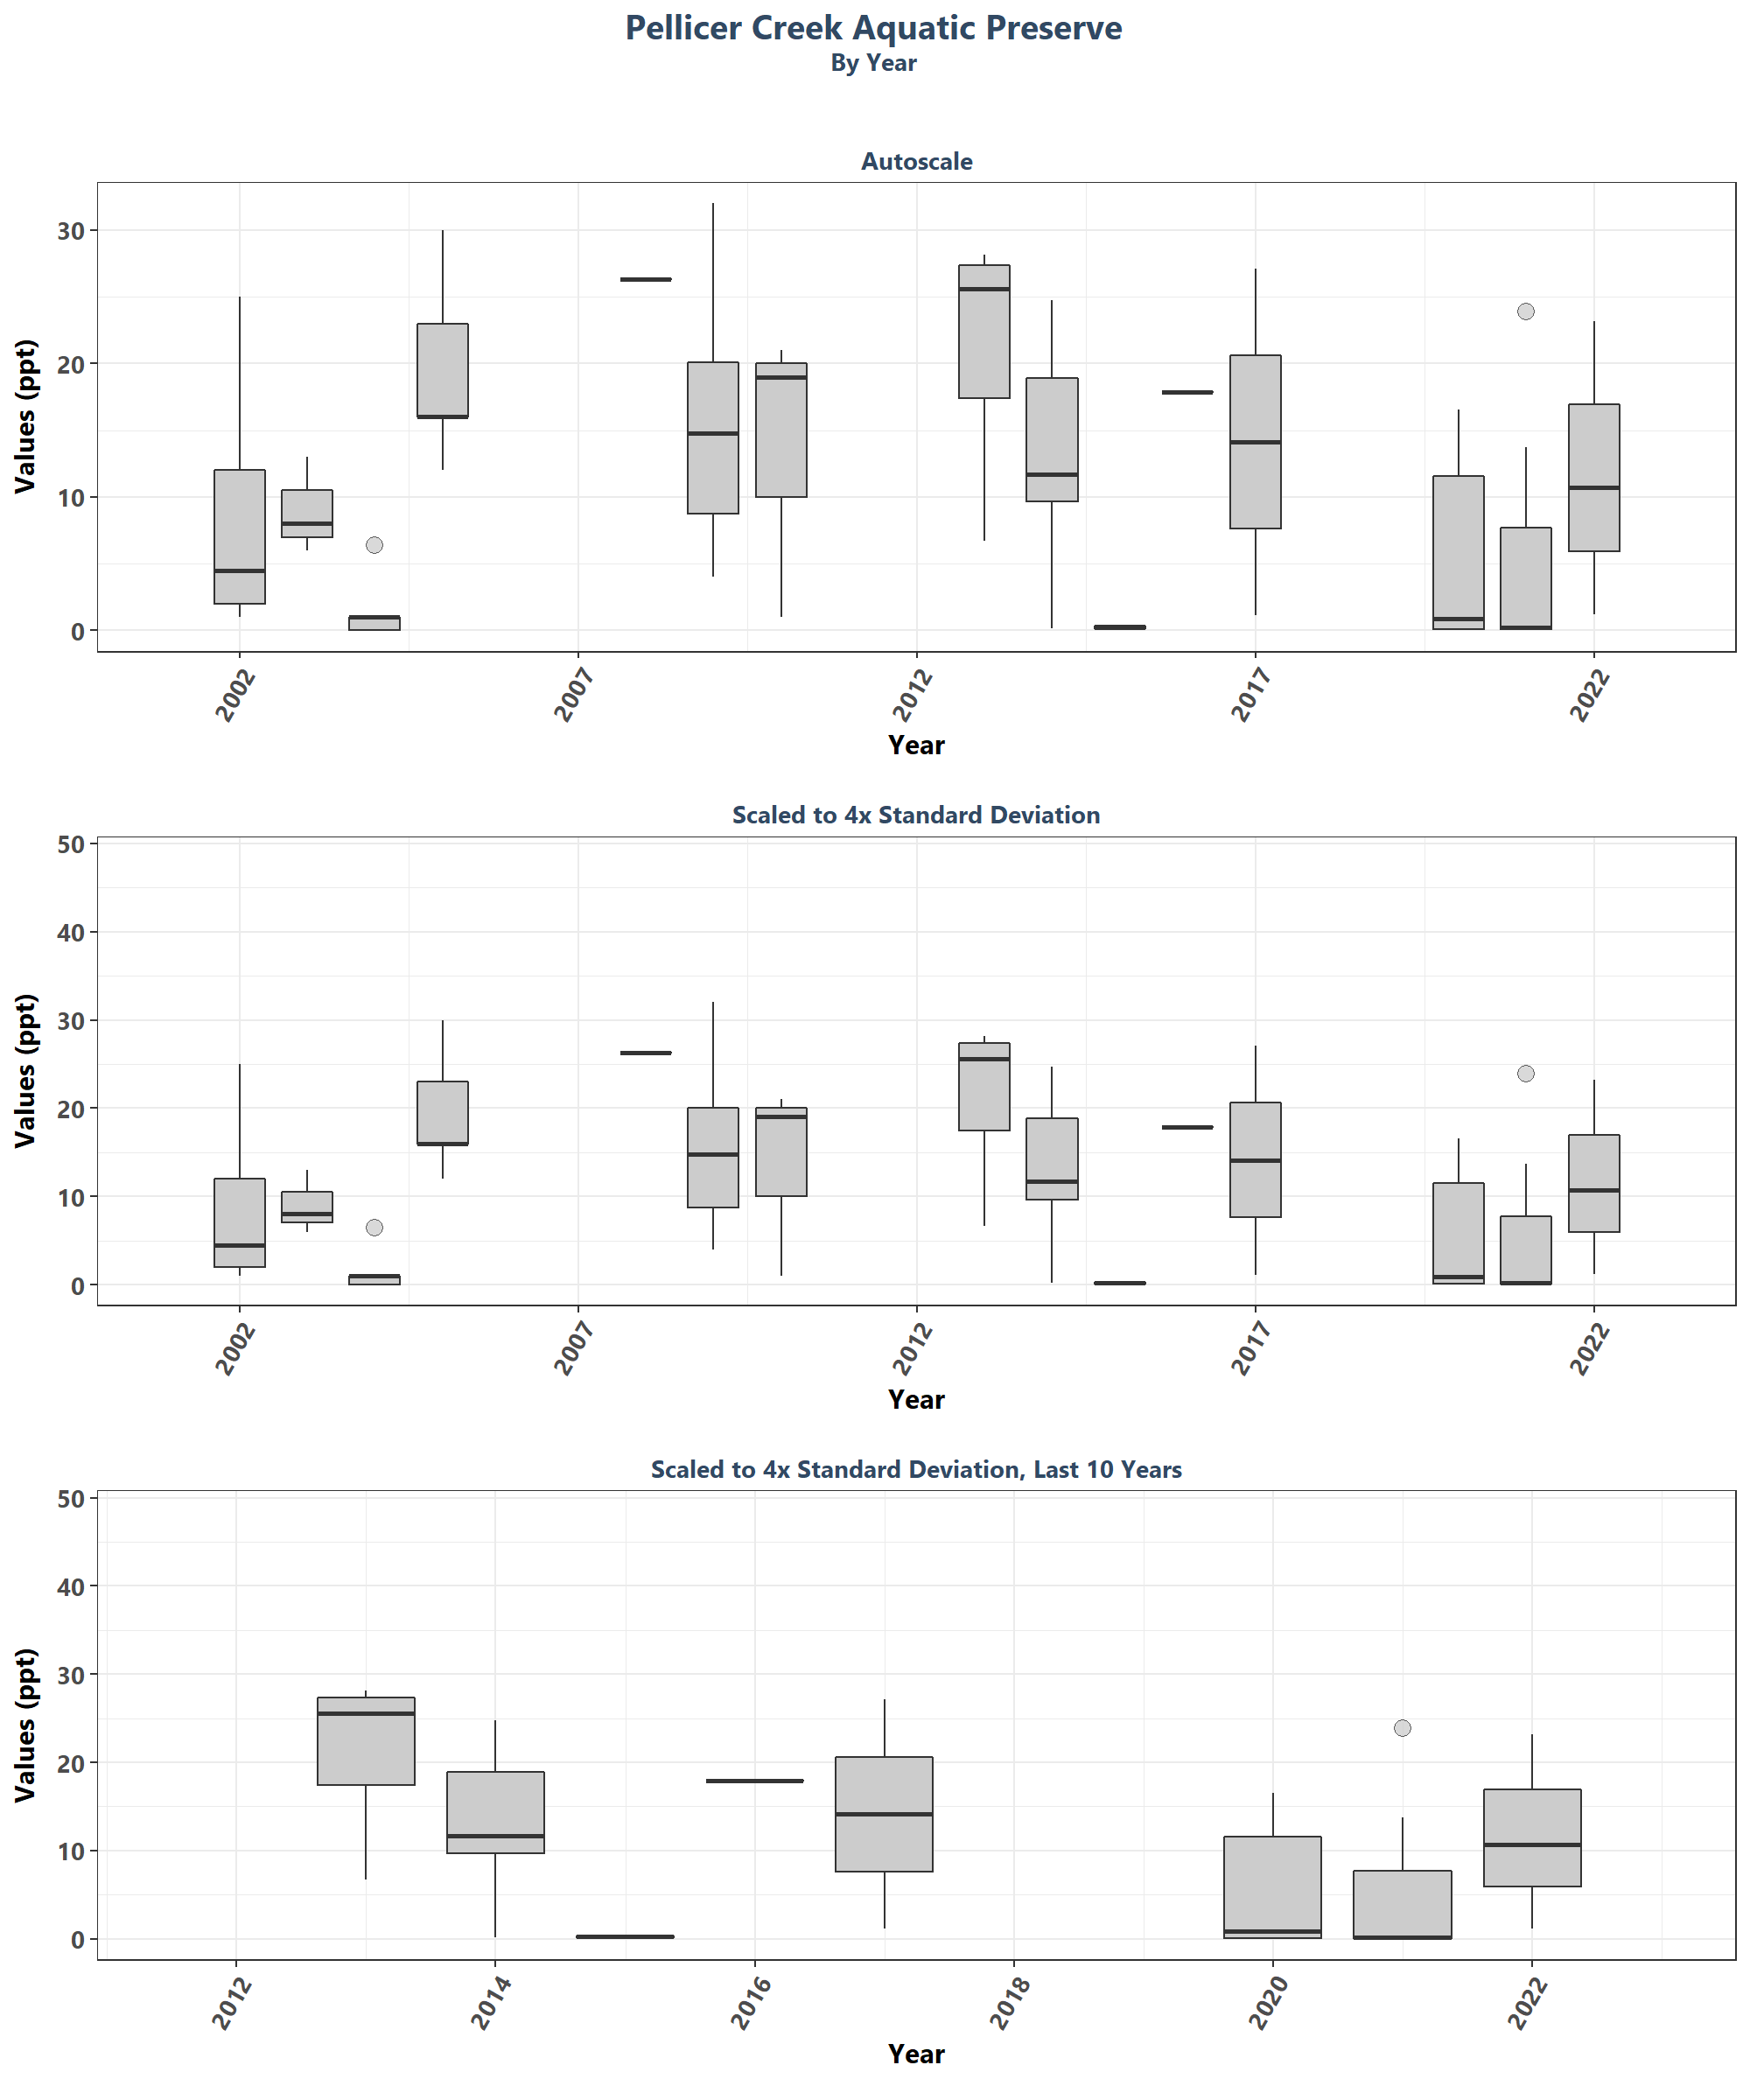 Pellicer Creek Aquatic Preserve
By Year
Autoscale
Values (ppt)
30
20
10
0
2002 2007 2012 2017 2022
Year
Scaled to 4x Standard Deviation
Values (ppt)
50
40
30
20
10
0
2002 2007 2012 2017 2022
Year
Scaled to 4x Standard Deviation, Last 10 Years
Values (ppt)
50
40
30
20
10
0
2012 2014 2016 2018 2020 2022
Year